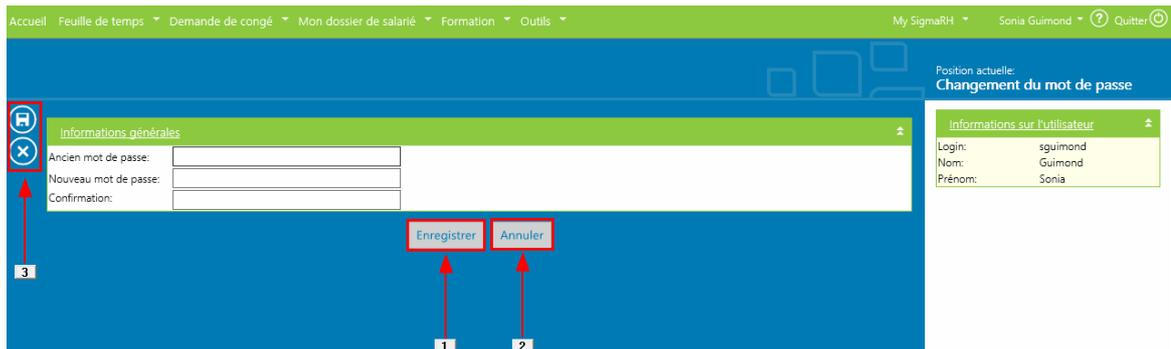 Accueil Feuille de temps Demande de congé Mon dossier de salarié Formation Outils My SigmaRH Sonia Guimond ? Quitter
Position actuelle:
Changement du mot de passe
Informations générales
Ancien mot de passe:
Nouveau mot de passe:
Confirmation:
Enregistrer Annuler
Informations sur l'utilisateur
Login: sguimond
Nom: Guimond
Prénom: Sonia
3
1 2